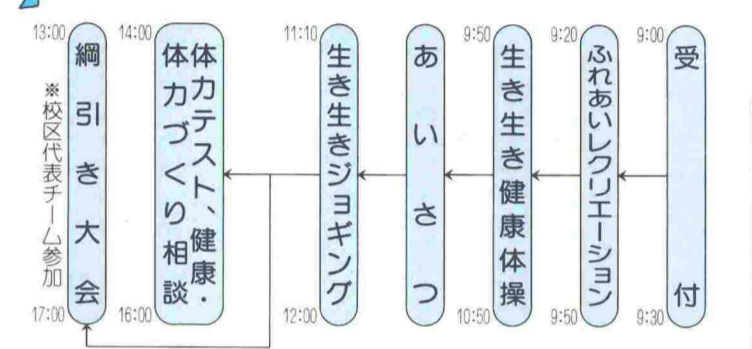 9:00
受付
9:30
9:20
ふれあいレクリエーション
9:50
9:50
生き生き健康体操
10:50
あいさつ
11:10
生き生きジョギング
12:00
14:00
体力テスト、健康・
体力づくり相談
16:00
13:00
綱引き大会
17:00
※校区代表チーム参加